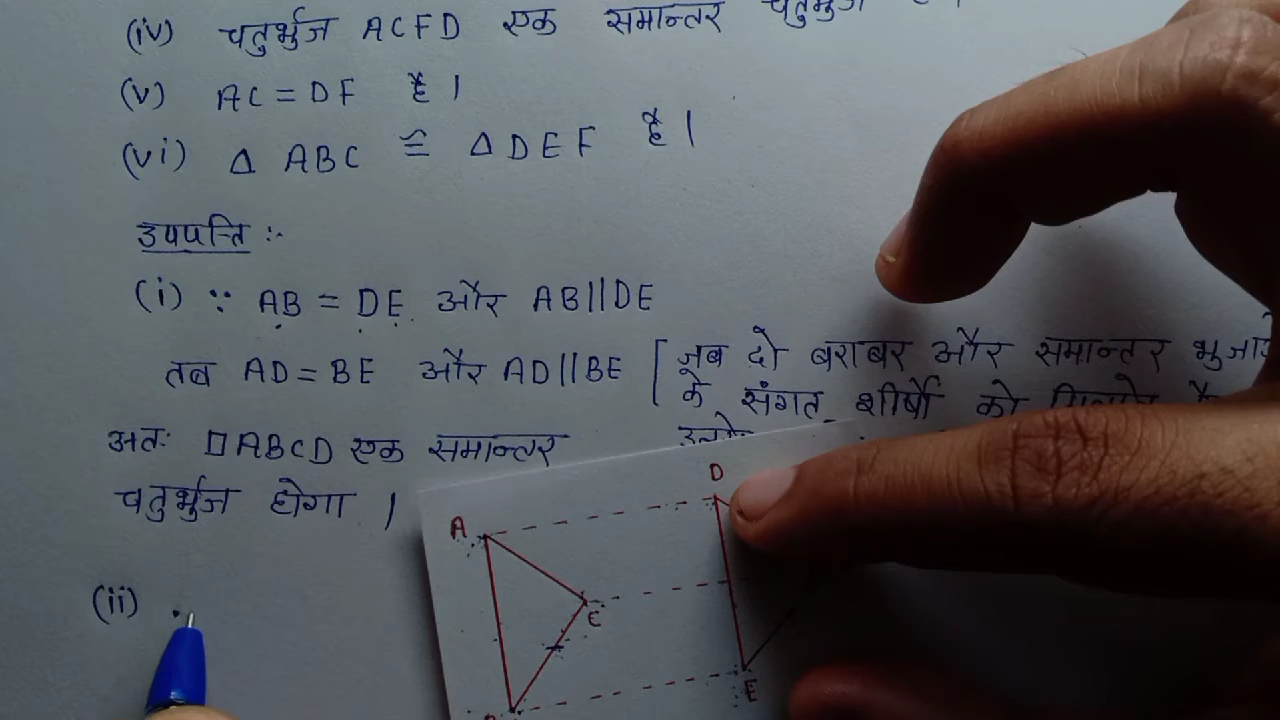 (iv) चतुर्भुज ACFD एक समान्तर चतुर्भुज
(v) AC = DF है |
(vi) Δ ABC ≅ Δ DEF है |
उपपत्ति :-
(i) ∵ AB = DE और AB||DE
तब AD = BE और AD||BE [जब दो बराबर और समान्तर
के संगत शीर्षों को
अतः □ABCD एक समान्तर
चतुर्भुज होगा |
A
D
C
E
(ii)